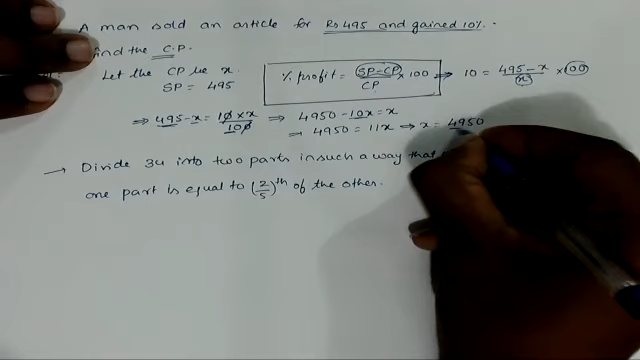 A man sold an article for Rs 495 and gained 10%.
ind the C.P.
Let the CP be x
SP = 495
% profit = SP-CP/CP × 100 ⇒ 10 = 495-x/x × 100
⇒ 495-x = 10 × x/100 ⇒ 4950 - 10x = x
→ 4950 = 11x → x = 4950
→ Divide 34 into two parts in such a way that
one part is equal to (2/5)th of the other.